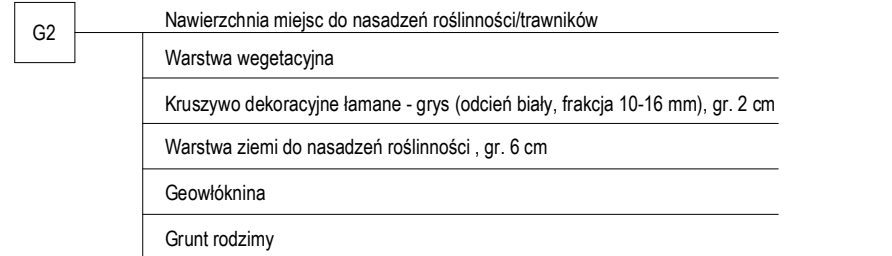 G2
Nawierzchnia miejsc do nasadzeń roślinności/trawników
Warstwa wegetacyjna
Kruszywo dekoracyjne łamane - grys (odcień biały, frakcja 10-16 mm), gr. 2 cm
Warstwa ziemi do nasadzeń roślinności , gr. 6 cm
Geowłóknina
Grunt rodzimy